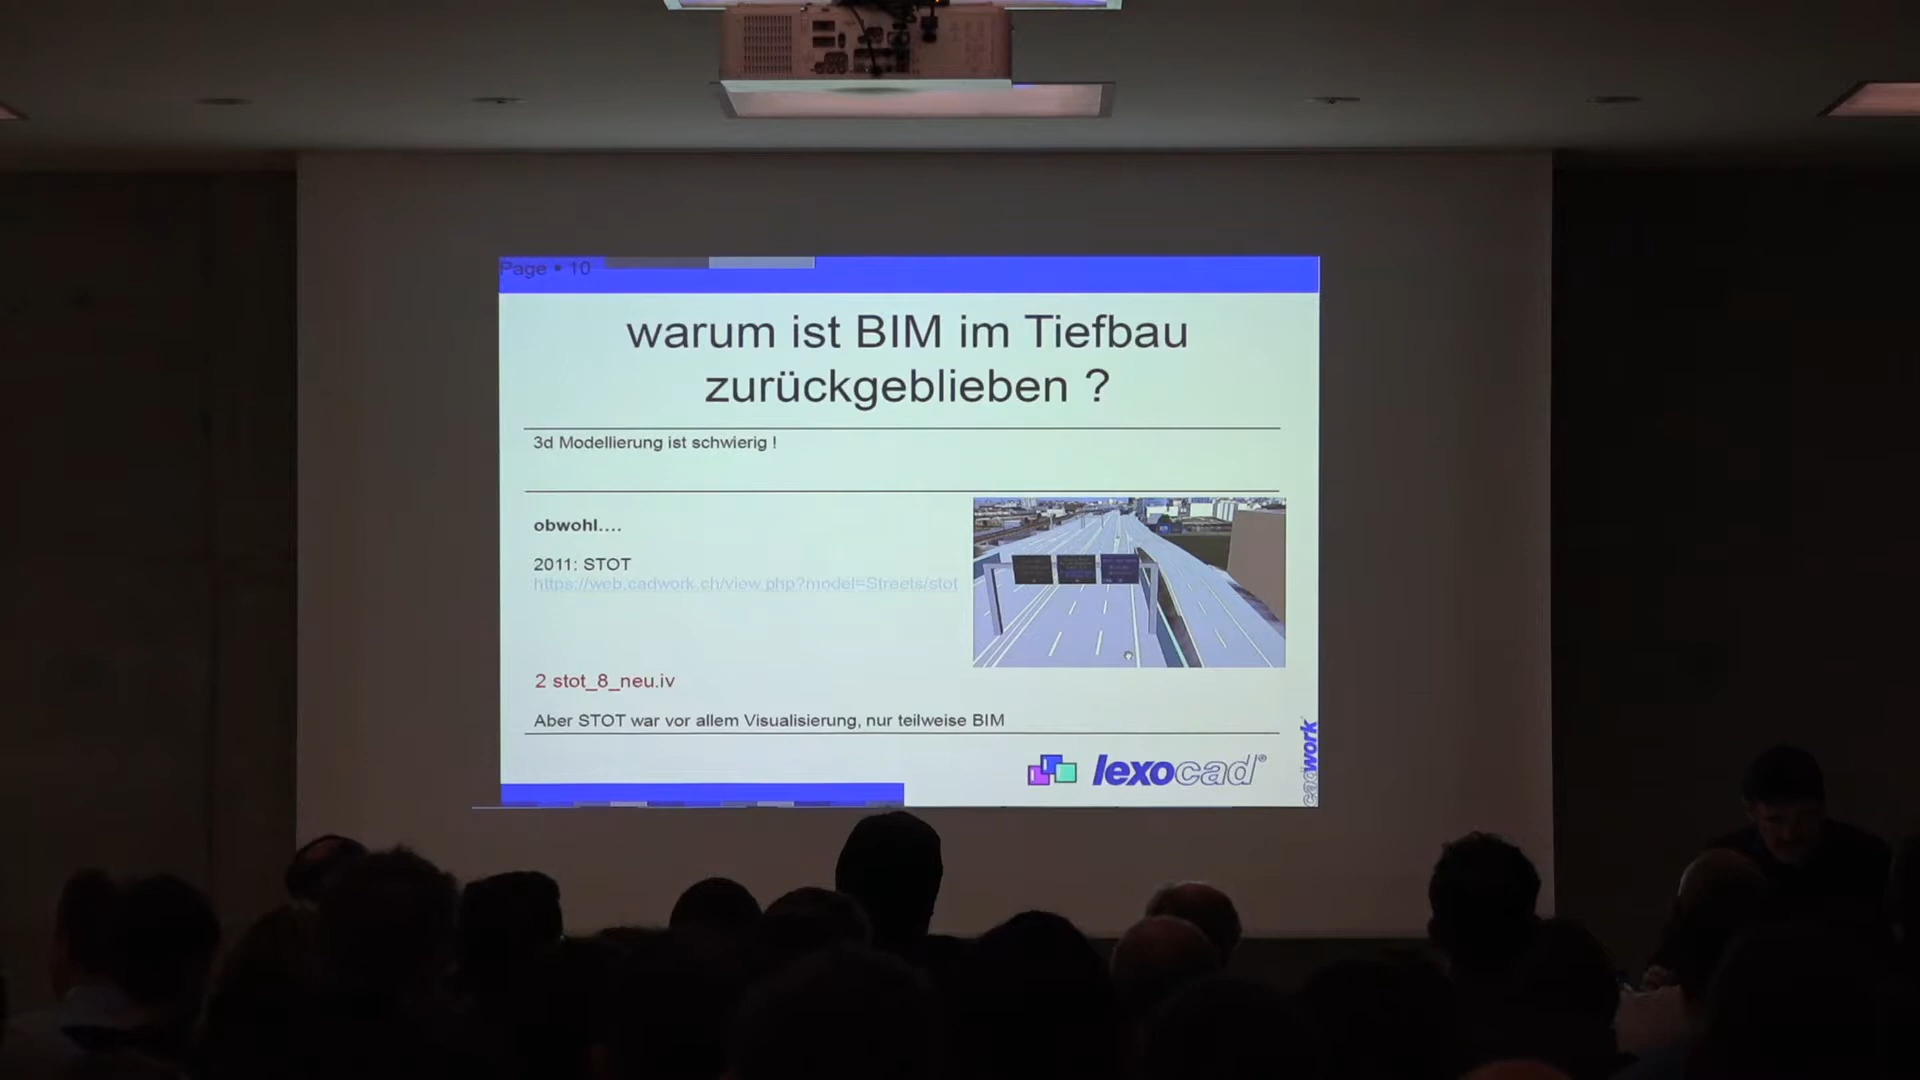 Page • 10
warum ist BIM im Tiefbau
zurückgeblieben ?
3d Modellierung ist schwierig !
obwohl....
2011: STOT
https://web.cadwork.ch/view.php?model=Streets/stot
2 stot_8_neu.iv
Aber STOT war vor allem Visualisierung, nur teilweise BIM
lexocad®
cadwork